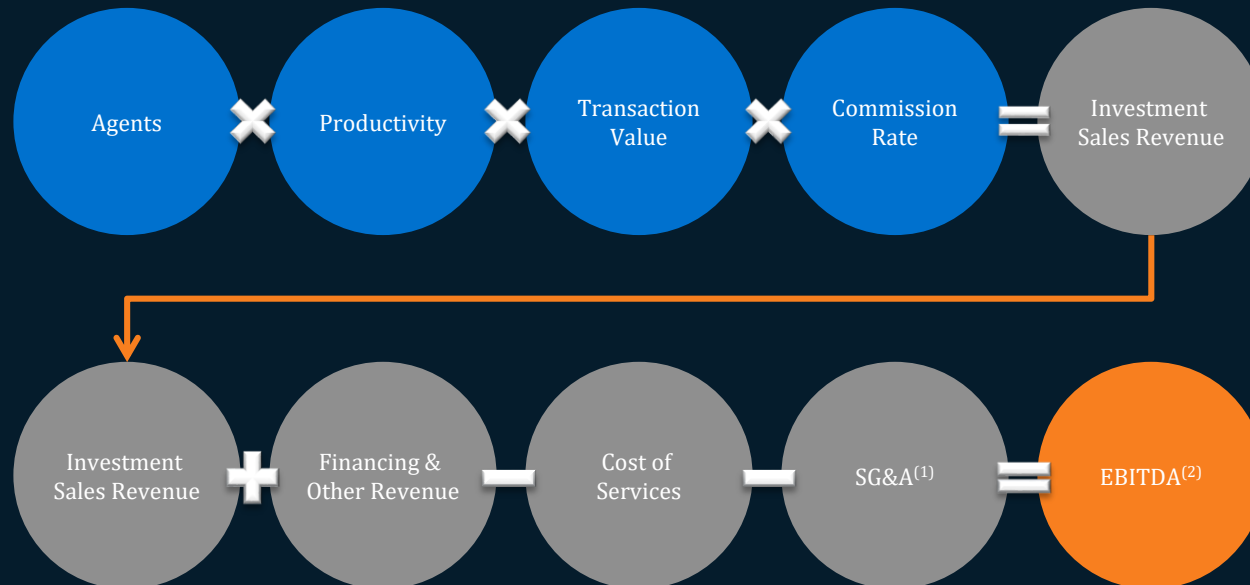 Agents
Productivity
Transaction
Value
Commission
Rate
Investment
Sales Revenue
Investment
Sales Revenue
Financing &
Other Revenue
Cost of
Services
SG&A(1)
EBITDA(2)